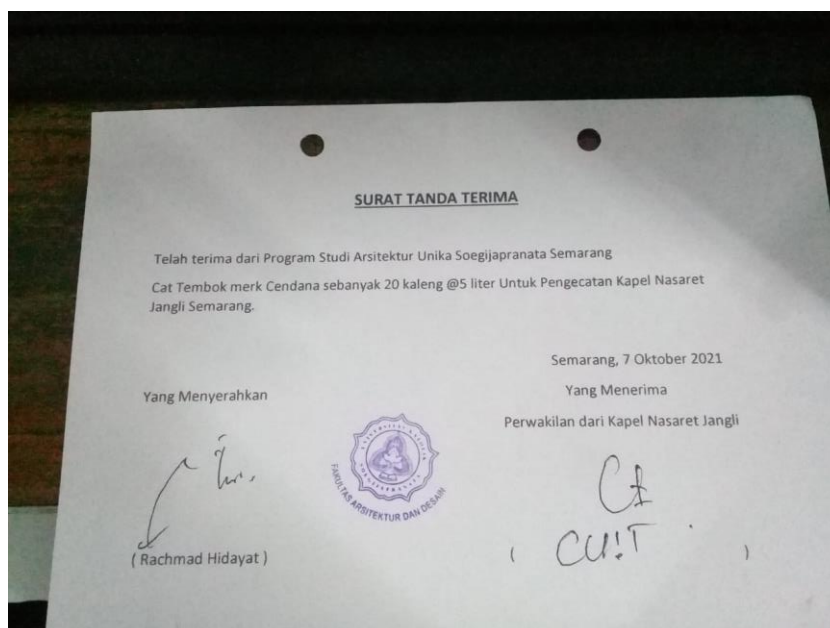 SURAT TANDA TERIMA
Telah terima dari Program Studi Arsitektur Unika Soegijapranata Semarang
Cat Tembok merk Cendana sebanyak 20 kaleng @5 liter Untuk Pengecatan Kapel Nasaret
Jangli Semarang.
Semarang, 7 Oktober 2021
Yang Menyerahkan
Yang Menerima
Perwakilan dari Kapel Nasaret Jangli
FAKULTAS ARSITEKTUR DAN DESAIN
( Rachmad Hidayat )
( )